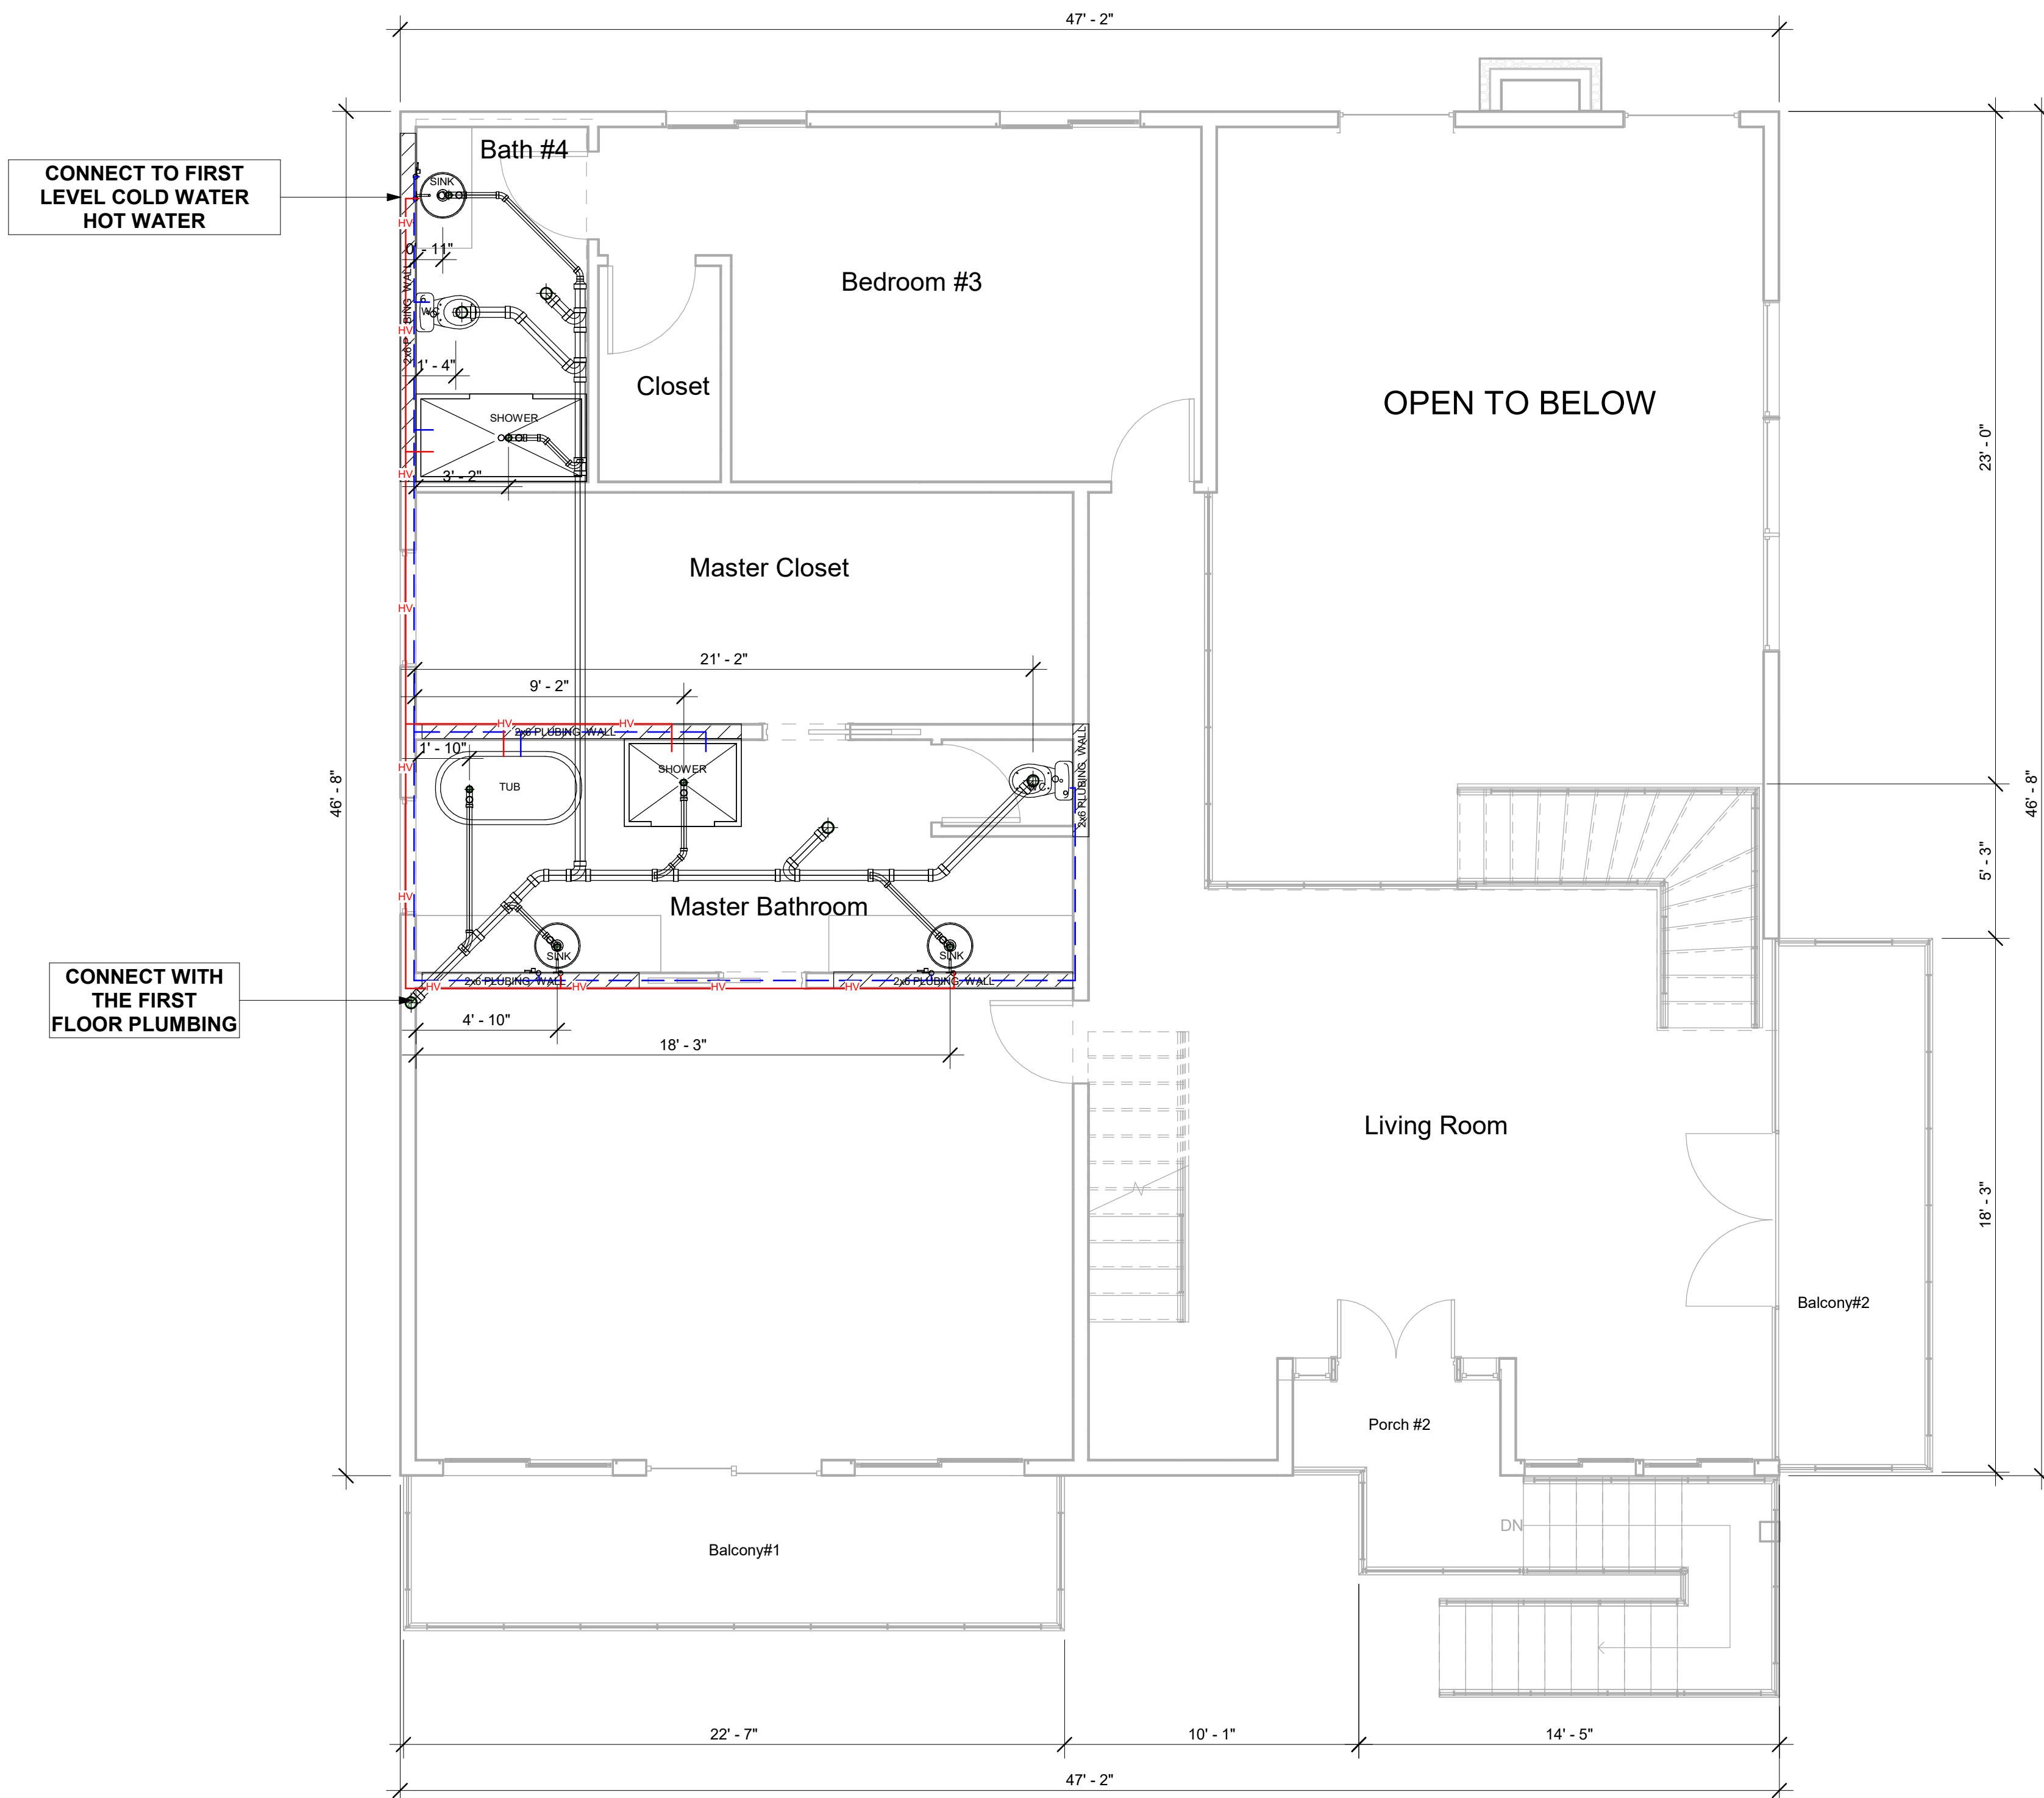 47' - 2"
Bath #4
CONNECT TO FIRST
LEVEL COLD WATER
HOT WATER
SINK
HV
0' - 11"
Bedroom #3
2x6 P BING WALL
WC
HV
1' - 4"
Closet
OPEN TO BELOW
SHOWER
23' - 0"
HV
3' - 2"
Master Closet
HV
21' - 2"
9' - 2"
HV
HV
2x6 PLUBING WALL
1' - 10"
HV
SHOWER
TUB
2x6 PLUBING WALL
46' - 8"
46' - 8"
5' - 3"
HV
Master Bathroom
SINK
SINK
CONNECT WITH
THE FIRST
FLOOR PLUMBING
2x6 PLUBING WALL
2x6 PLUBING WALL
HV
HV
HV
HV
4' - 10"
18' - 3"
Living Room
18' - 3"
Balcony#2
Porch #2
DN
Balcony#1
22' - 7"
10' - 1"
14' - 5"
47' - 2"